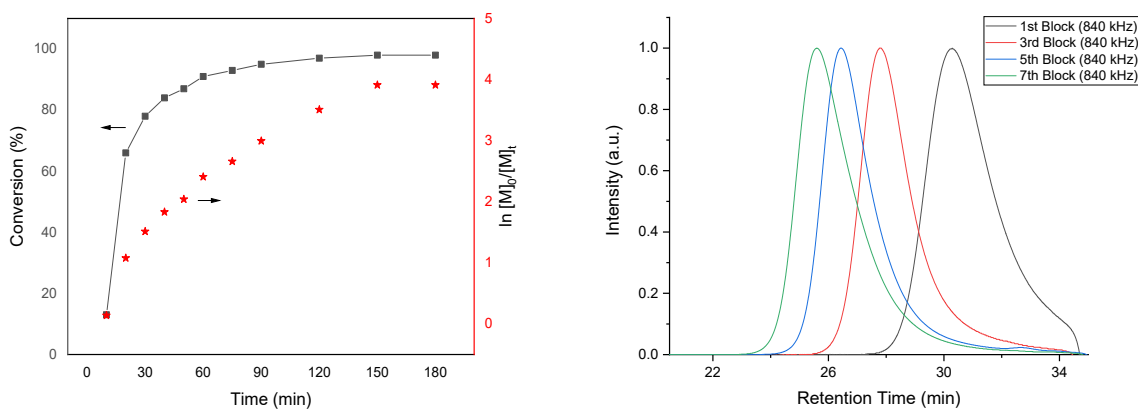 100
80
60
40
20
0
Conversion (%)
0 30 60 90 120 150 180
Time (min)
5
4
3
2
1
0
ln [M]₀/[M]ₜ
1st Block (840 kHz)
3rd Block (840 kHz)
5th Block (840 kHz)
7th Block (840 kHz)
1.0
0.8
0.6
0.4
0.2
0.0
Intensity (a.u.)
22 26 30 34
Retention Time (min)